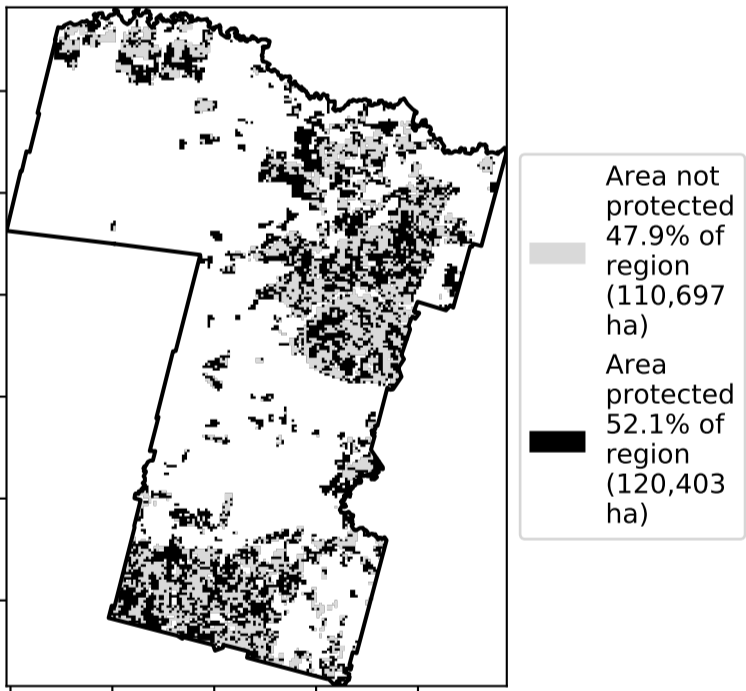 Area not
protected
47.9% of
region
(110,697
ha)
Area
protected
52.1% of
region
(120,403
ha)